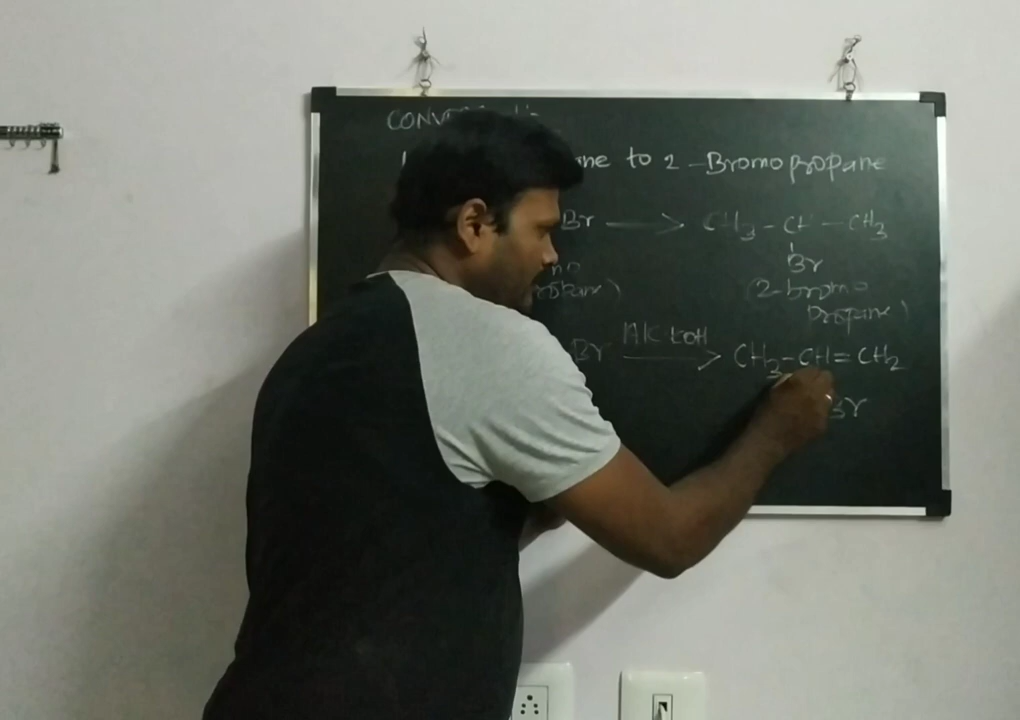 CONVE
ane to 2-Bromopropane
Br ⟶ CH3 - CH - CH3
Br
no (2-bromo
propane) propane)
Br Alc KOH ⟶ CH3-CH=CH2
Br